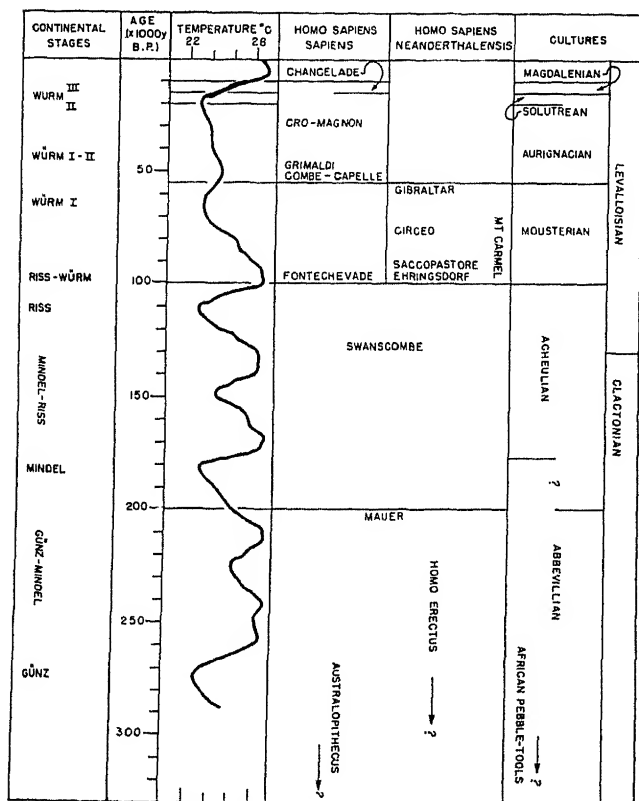 CONTINENTAL STAGES
AGE (x1000y B.P.)
TEMPERATURE °C
22 28
HOMO SAPIENS SAPIENS
HOMO SAPIENS NEANDERTHALENSIS
CULTURES
CHANCELADE
MAGDALENIAN
WÜRM III
II
SOLUTREAN
CRO-MAGNON
WÜRM I-II
AURIGNACIAN
50
GRIMALDI
COMBE-CAPELLE
WÜRM I
GIBRALTAR
CIRCEO
MT CARMEL
MOUSTERIAN
LEVALLOISIAN
RISS-WÜRM
SACCOPASTORE
EHRINGSDORF
100
FONTECHEVADE
RISS
SWANSCOMBE
ACHEULIAN
MINDEL-RISS
150
CLACTONIAN
MINDEL
?
200
MAUER
GÜNZ-MINDEL
ABBEVILLIAN
HOMO ERECTUS
?
250
GÜNZ
AUSTRALOPITHECUS
?
AFRICAN PEBBLE-TOOLS
?
300